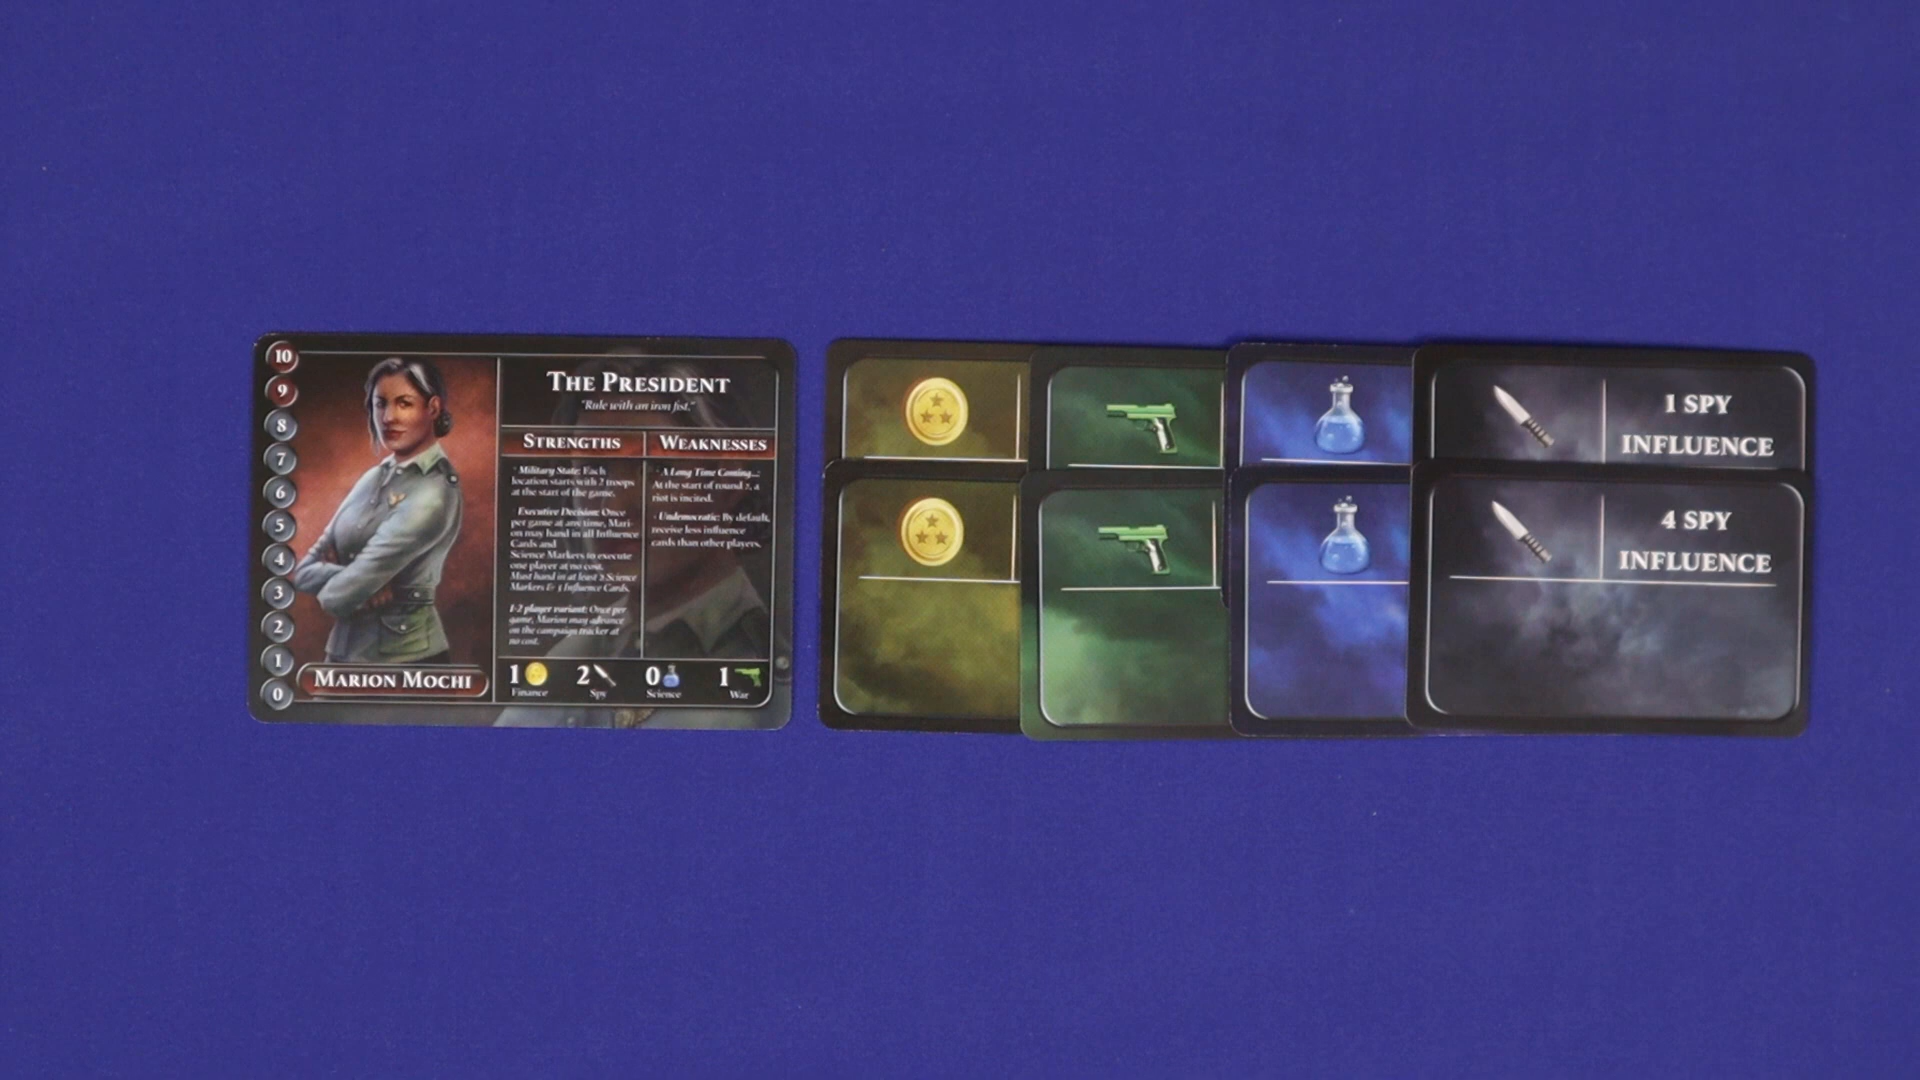 10
9
8
7
6
5
4
3
2
1
0
MARION MOCHI
THE PRESIDENT
"Rule with an iron fist."
STRENGTHS
Military State: Each
location starts with 2 troops
at the start of the game.
Executive Decision: Once
per game at any time, Mari-
on may hand in all Influence
Cards and
Science Markers to execute
one player at no cost.
Must hand in at least 2 Science
Markers & 3 Influence Cards.
1-2 player variant: Once per
game, Marion may advance
on the campaign tracker at
no cost.
WEAKNESSES
A Long Time Coming...:
At the start of round 2, a
riot is incited.
Undemocratic: By default,
receive less influence
cards than other players.
1 Finance
2 Spy
0 Science
1 War
1 SPY
INFLUENCE
4 SPY
INFLUENCE